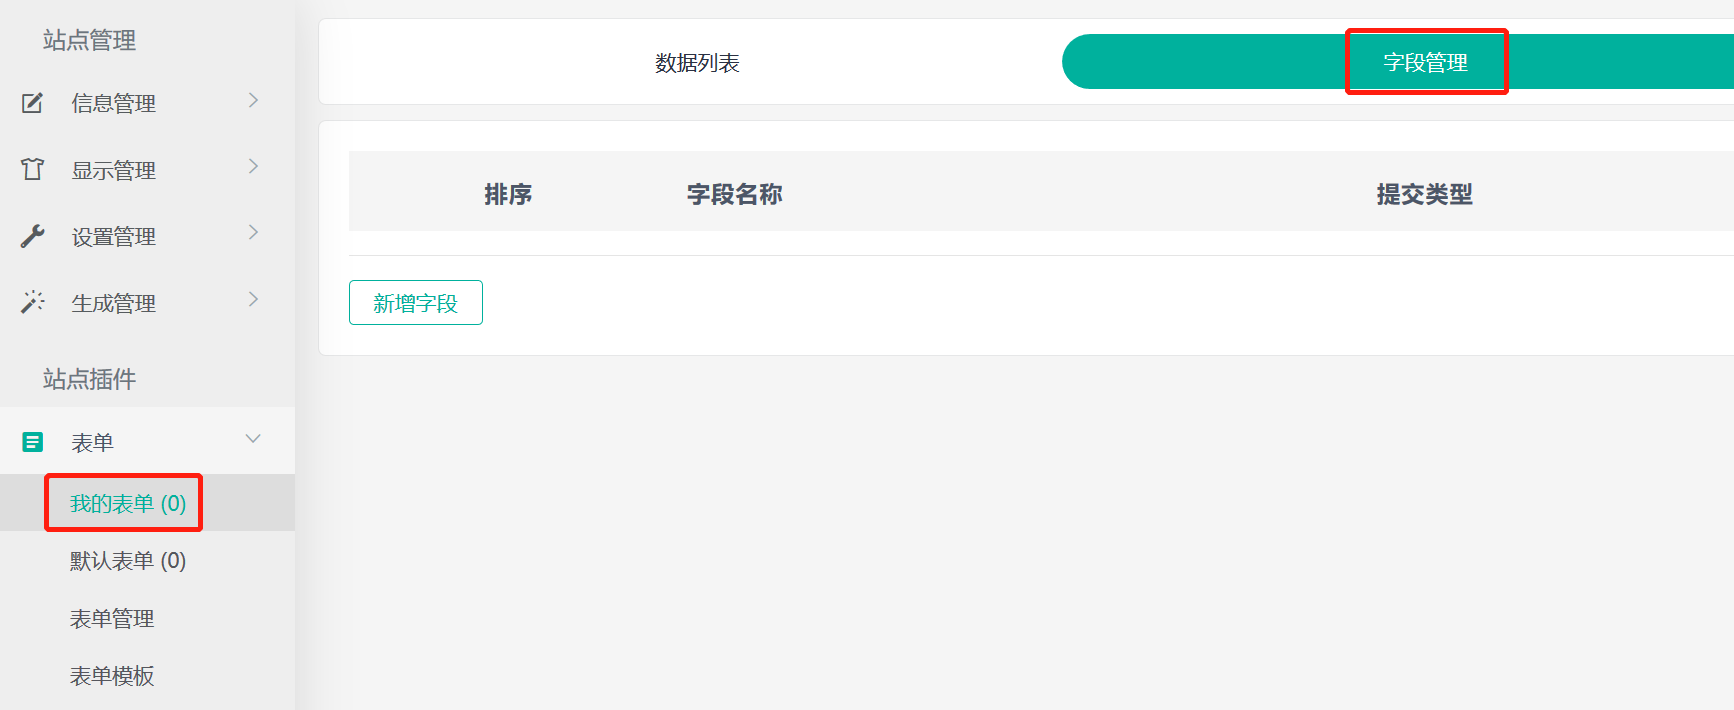 站点管理
信息管理
显示管理
设置管理
生成管理
站点插件
表单
我的表单 (0)
默认表单 (0)
表单管理
表单模板
数据列表
字段管理
排序
字段名称
提交类型
新增字段